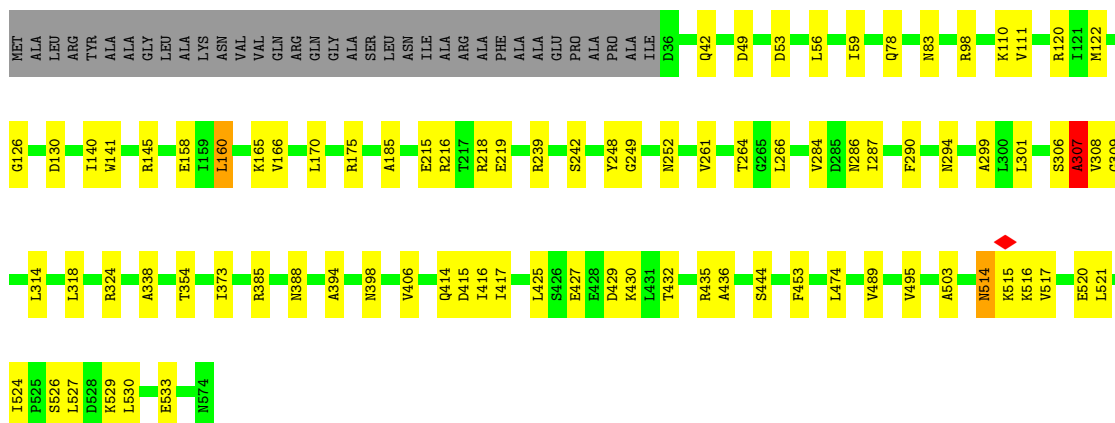 MET ALA LEU ARG TYR ALA ALA GLY LEU ALA LYS ASN VAL VAL GLN ARG GLN GLY ALA SER LEU ASN ILE ALA ARG ALA PHE ALA ALA GLU PRO ALA PRO ALA ILE D36 Q42 D49 D53 L56 I59 Q78 N83 R98 K110 V111 R120 I121 M122
G126 D130 I140 W141 R145 E158 I159 L160 K165 V166 L170 R175 A185 E215 R216 T217 R218 E219 R239 S242 Y248 G249 N252 V261 T264 G265 L266 V284 D285 N286 I287 F290 N294 A299 L300 L301 S306 A307 V308 G309
L314 L318 R324 A338 T354 I373 R385 N388 A394 N398 V406 Q414 D415 I416 I417 L425 S426 E427 E428 D429 K430 L431 T432 R435 A436 S444 F453 L474 V489 V495 A503 N514 K515 K516 V517 E520 L521
I524 P525 S526 L527 D528 K529 L530 E533 N574